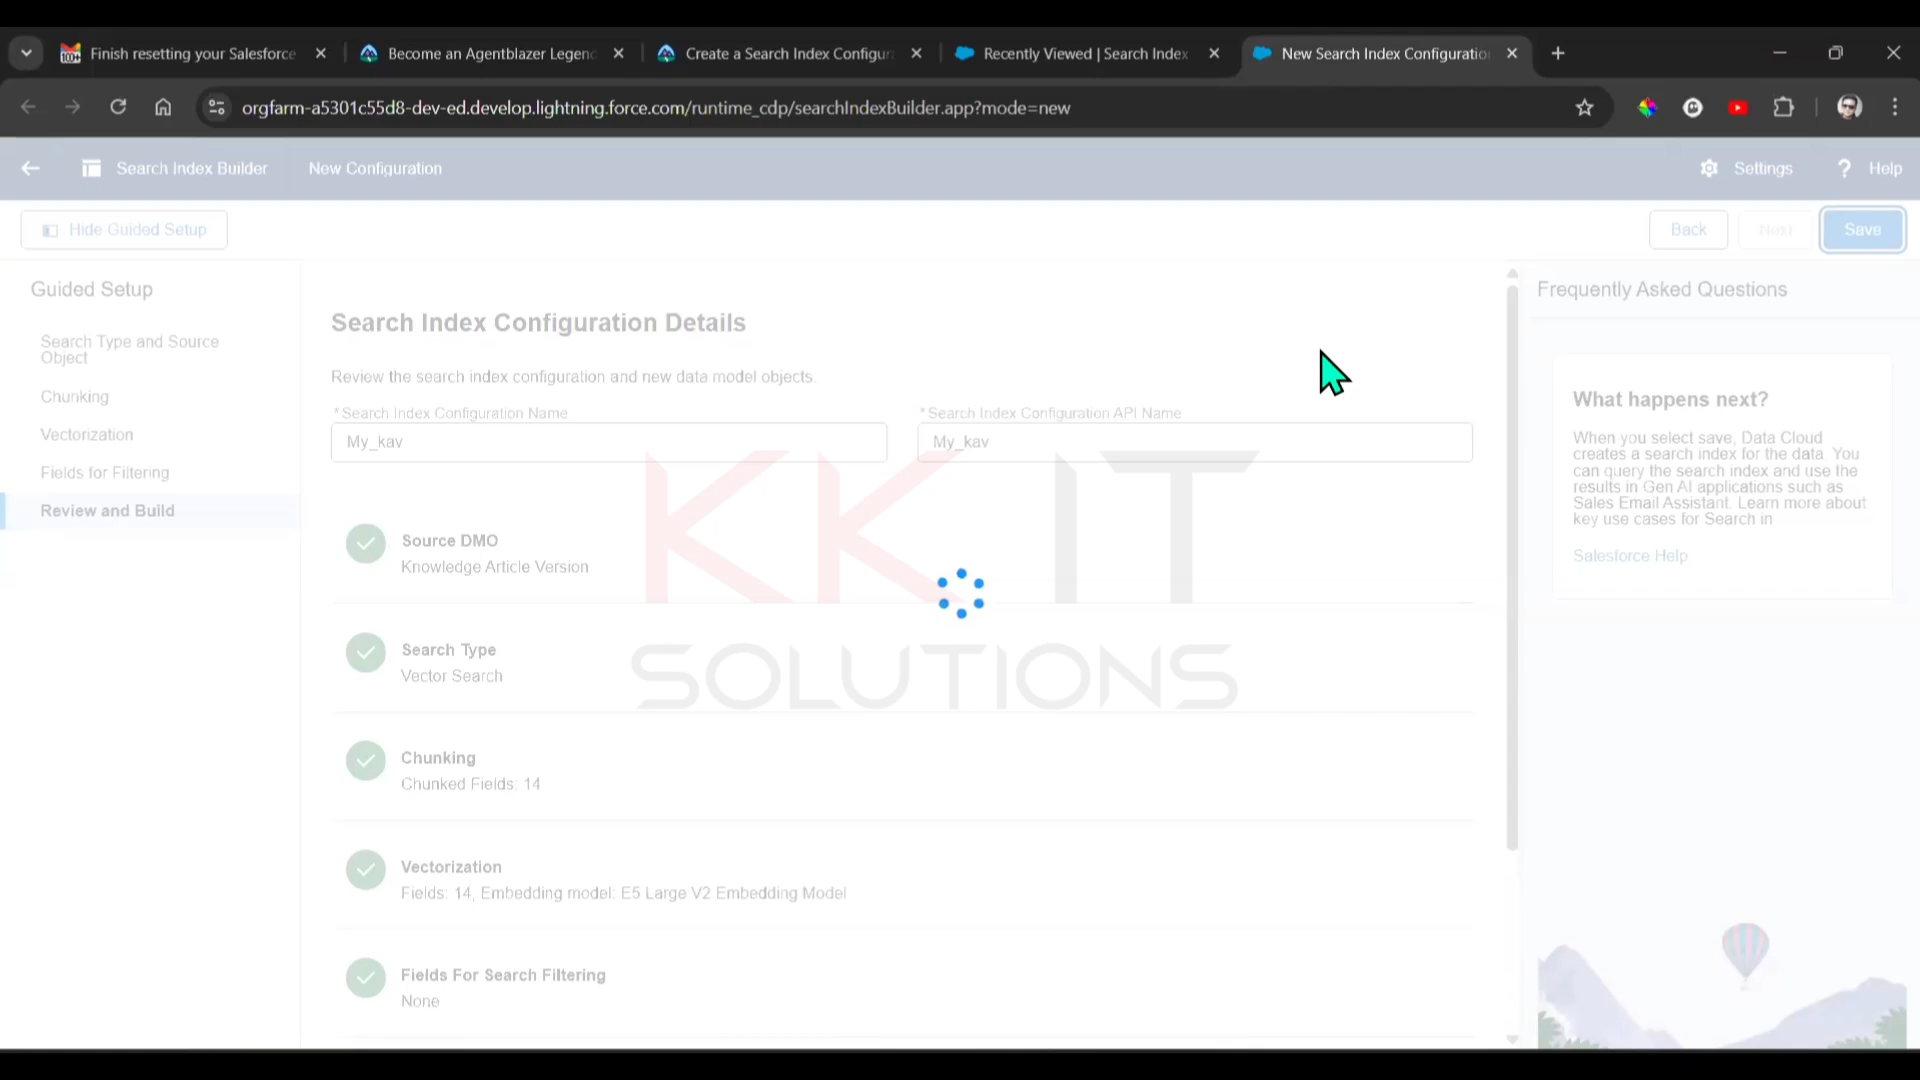 Finish resetting your Salesforce
Become an Agentblazer Legend
Create a Search Index Configur
Recently Viewed | Search Index
New Search Index Configuratio
orgfarm-a5301c55d8-dev-ed.develop.lightning.force.com/runtime_cdp/searchIndexBuilder.app?mode=new
Search Index Builder
New Configuration
Settings
Help
Hide Guided Setup
Back
Next
Save
Guided Setup
Search Type and Source
Object
Chunking
Vectorization
Fields for Filtering
Review and Build
Search Index Configuration Details
Review the search index configuration and new data model objects.
*Search Index Configuration Name
My_kav
*Search Index Configuration API Name
My_kav
Source DMO
Knowledge Article Version
Search Type
Vector Search
Chunking
Chunked Fields: 14
Vectorization
Fields: 14, Embedding model: E5 Large V2 Embedding Model
Fields For Search Filtering
None
KK IT
SOLUTIONS
Frequently Asked Questions
What happens next?
When you select save, Data Cloud
creates a search index for the data. You
can query the search index and use the
results in Gen AI applications such as
Sales Email Assistant. Learn more about
key use cases for Search in
Salesforce Help